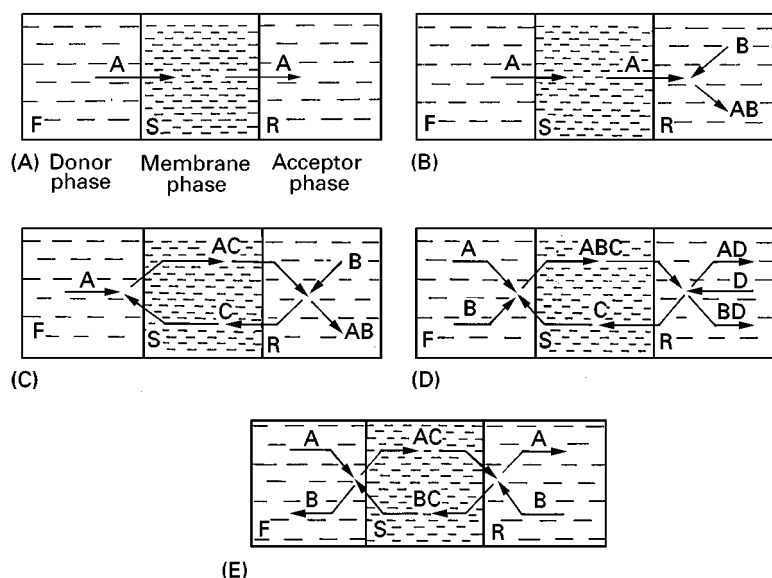 A A
F S R
(A) Donor phase Membrane phase Acceptor phase
A A B
AB
F S R
(B)
AC
A B
C
F S R AB
(C)
A ABC AD
D
B C BD
F S R
(D)
A AC A
B BC B
F S R
(E)